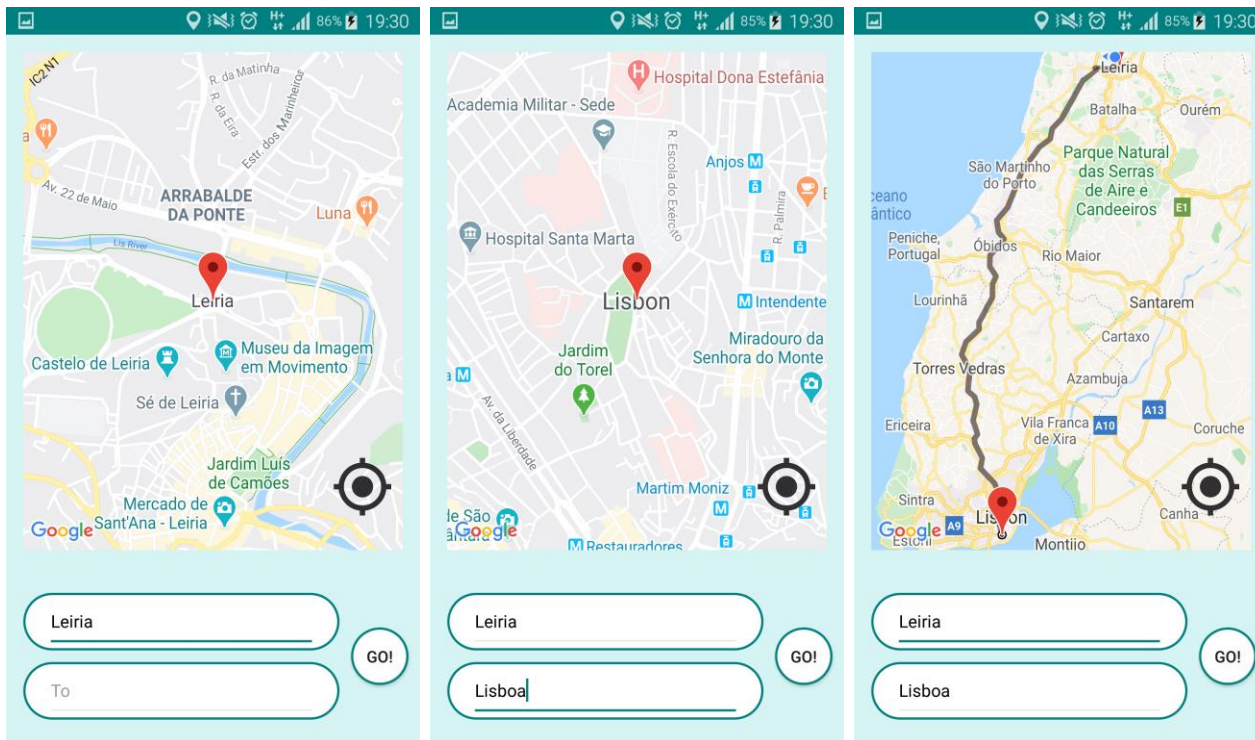 86% 19:30
IC2 N1
R. da Matinha
R. da Eira
Estr. dos Marinheiros
Av. 22 de Maio
ARRABALDE
DA PONTE
Luna
Lis River
Leiria
Castelo de Leiria
Museu da Imagem
em Movimento
Sé de Leiria
Jardim Luís
de Camões
Mercado de
Sant'Ana - Leiria
Google
Leiria
To
GO!
H+ 85% 19:30
Hospital Dona Estefânia
Academia Militar - Sede
R. Escola do Exército
Anjos M
R. Palmira
Hospital Santa Marta
Lisbon
M Intendente
Jardim
do Torel
Miradouro da
Senhora do Monte
M
Av. da Liberdade
Martim Moniz
M
de São
Google
M Restauradores
Leiria
Lisboa
GO!
H+ 85% 19:30
Leiria
Batalha
Ourém
São Martinho
do Porto
Parque Natural
das Serras
de Aire e
Candeeiros
E1
Peniche,
Portugal
Óbidos
Rio Maior
Lourinhã
Santarem
Cartaxo
Torres Vedras
Azambuja
Ericeira
Vila Franca
de Xira
A10
A13
Coruche
Sintra
Google
A9
Lisbon
Canha
Leiria
Lisboa
GO!